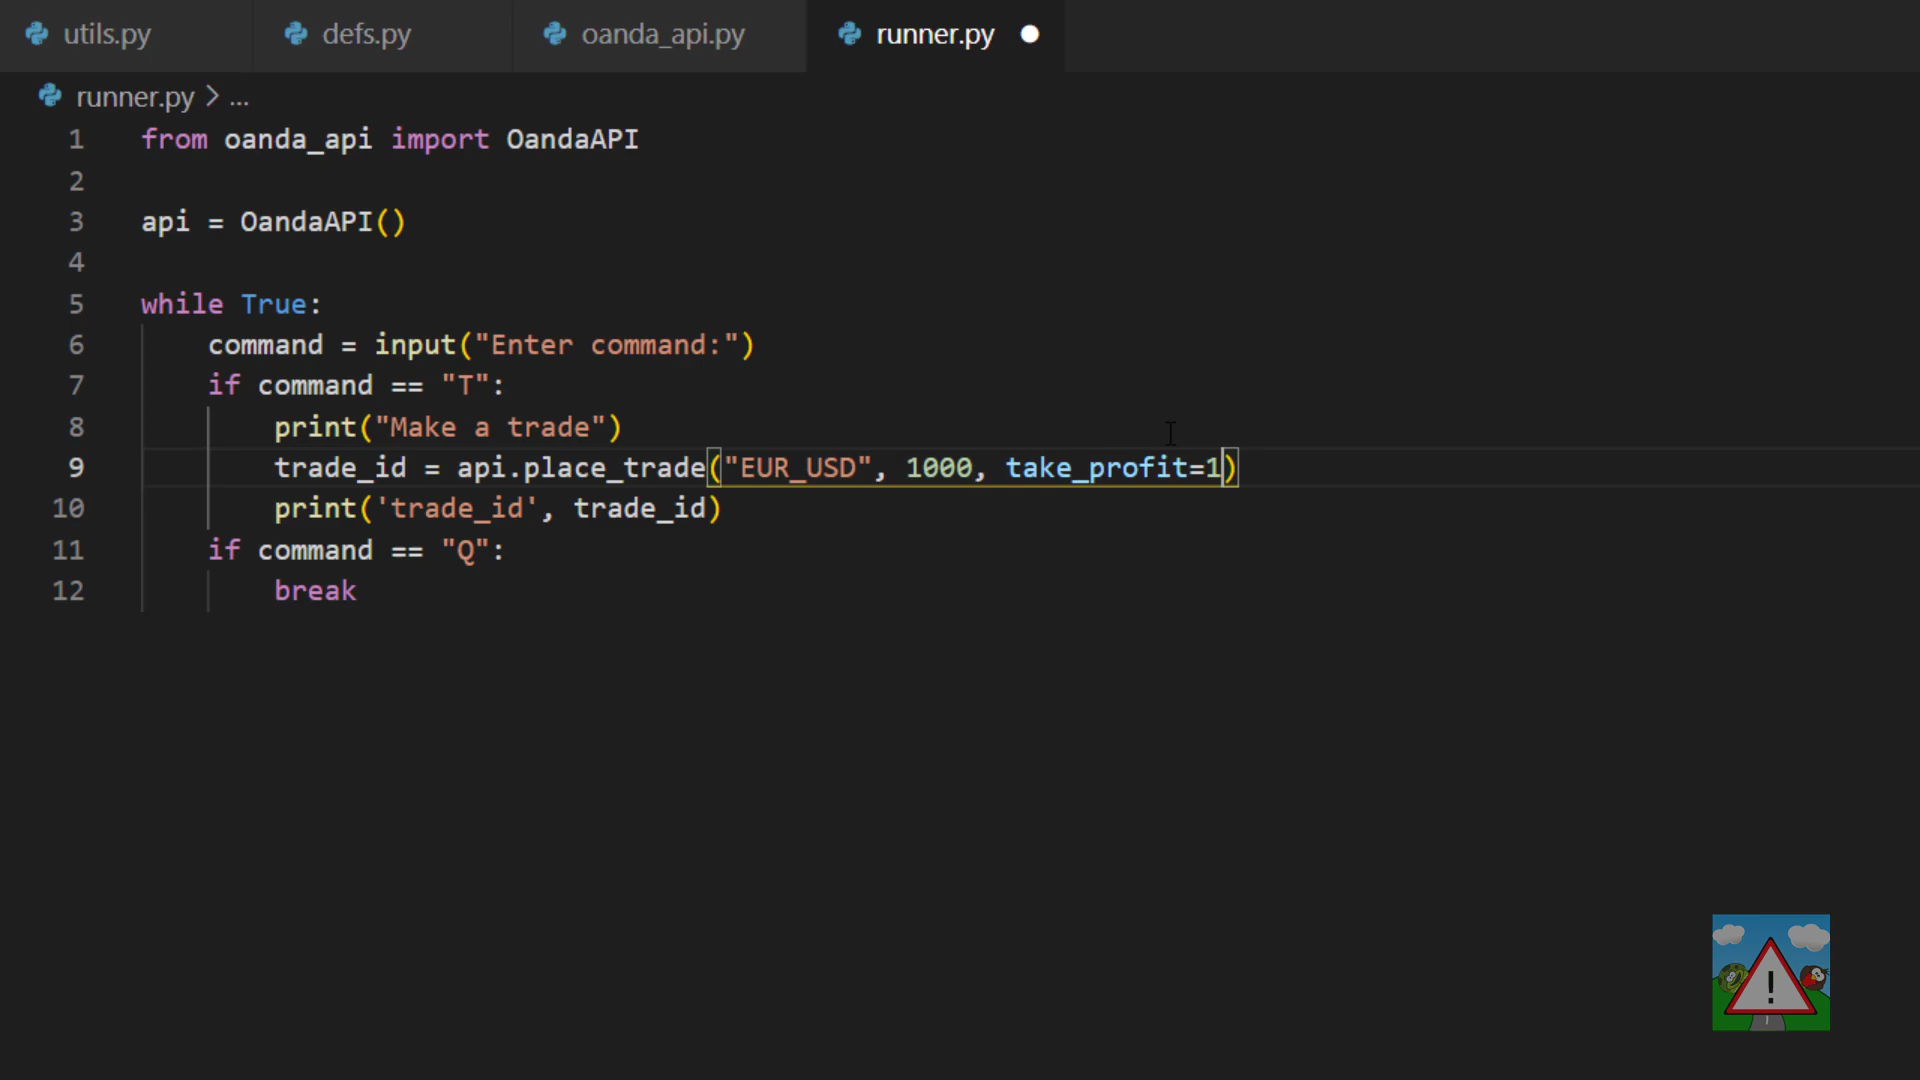 utils.py defs.py oanda_api.py runner.py
runner.py > ...
1 from oanda_api import OandaAPI
2
3 api = OandaAPI()
4
5 while True:
6 command = input("Enter command:")
7 if command == "T":
8 print("Make a trade")
9 trade_id = api.place_trade("EUR_USD", 1000, take_profit=1)
10 print('trade_id', trade_id)
11 if command == "Q":
12 break
!